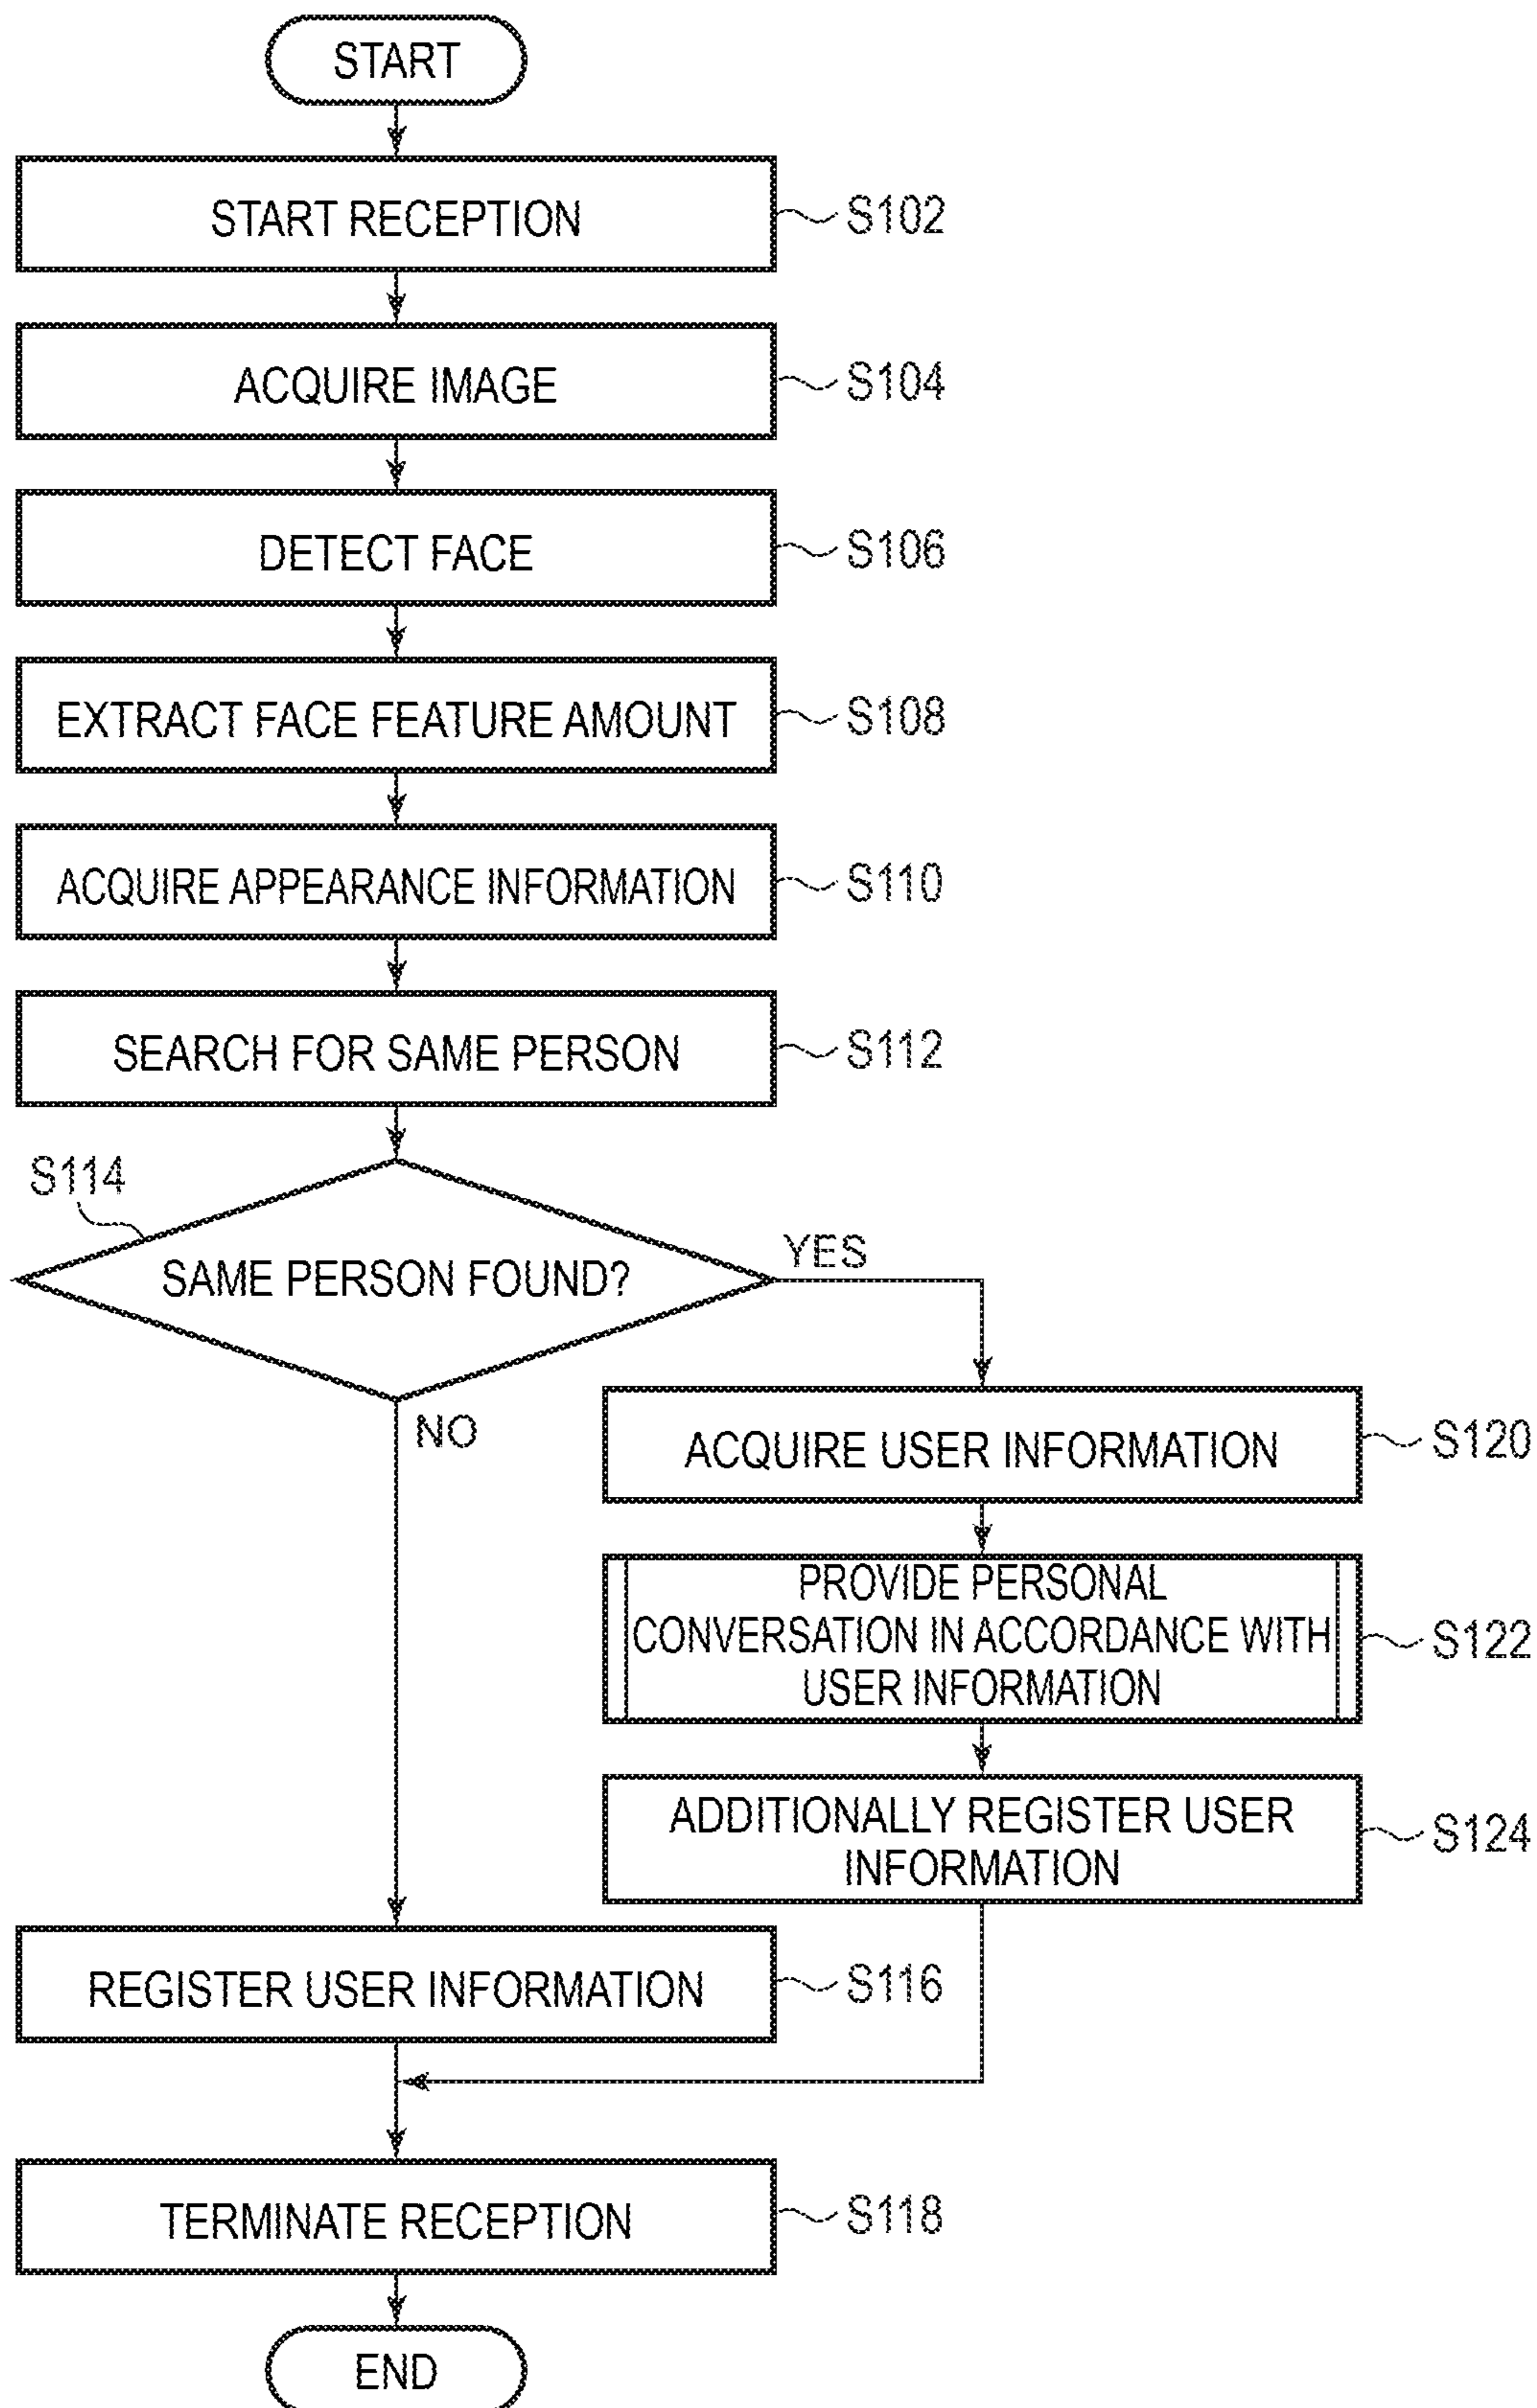 START
START RECEPTION
S102
ACQUIRE IMAGE
S104
DETECT FACE
S106
EXTRACT FACE FEATURE AMOUNT
S108
ACQUIRE APPEARANCE INFORMATION
S110
SEARCH FOR SAME PERSON
S112
S114
SAME PERSON FOUND?
YES
NO
ACQUIRE USER INFORMATION
S120
PROVIDE PERSONAL
CONVERSATION IN ACCORDANCE WITH
USER INFORMATION
S122
ADDITIONALLY REGISTER USER
INFORMATION
S124
REGISTER USER INFORMATION
S116
TERMINATE RECEPTION
S118
END